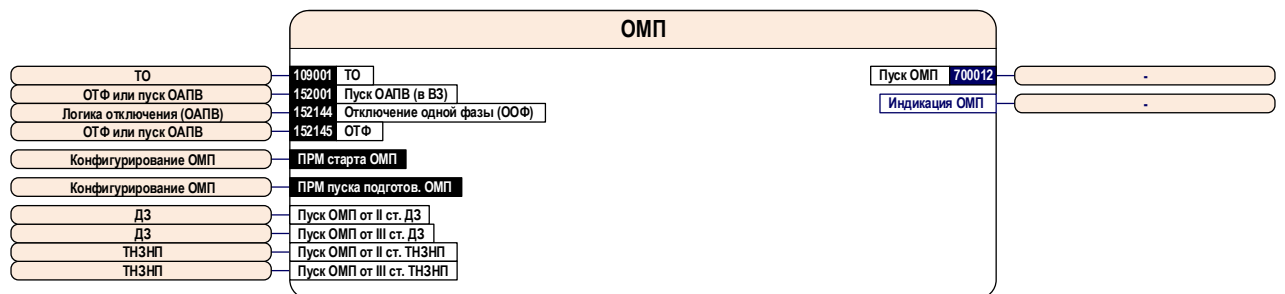 ОМП
ТО 109001 ТО Пуск ОМП 700012 -
ОТФ или пуск ОАПВ 152001 Пуск ОАПВ (в ВЗ) Индикация ОМП -
Логика отключения (ОАПВ) 152144 Отключение одной фазы (ООФ)
ОТФ или пуск ОАПВ 152145 ОТФ
Конфигурирование ОМП ПРМ старта ОМП
Конфигурирование ОМП ПРМ пуска подготов. ОМП
ДЗ Пуск ОМП от II ст. ДЗ
ДЗ Пуск ОМП от III ст. ДЗ
ТНЗНП Пуск ОМП от II ст. ТНЗНП
ТНЗНП Пуск ОМП от III ст. ТНЗНП